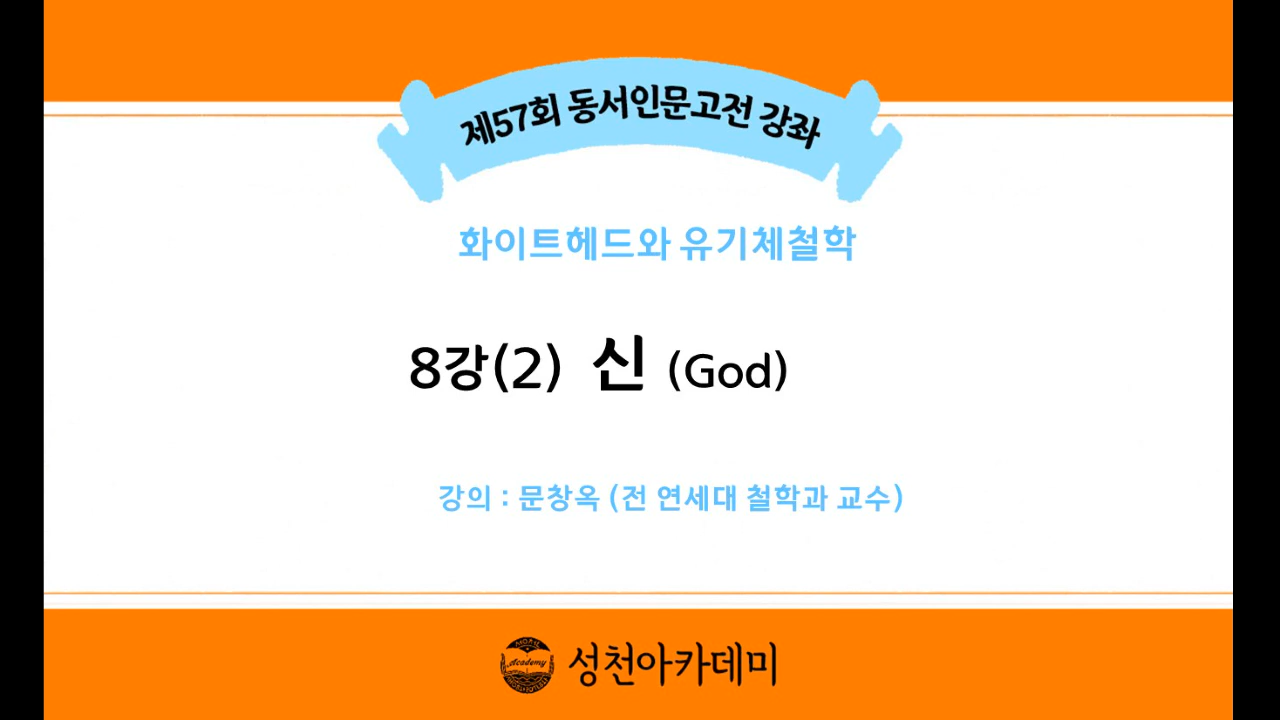 제57회 동서인문고전 강좌
화이트헤드와 유기체철학
8강(2) 신 (God)
강의 : 문창옥 (전 연세대 철학과 교수)
Academy
성천아카데미